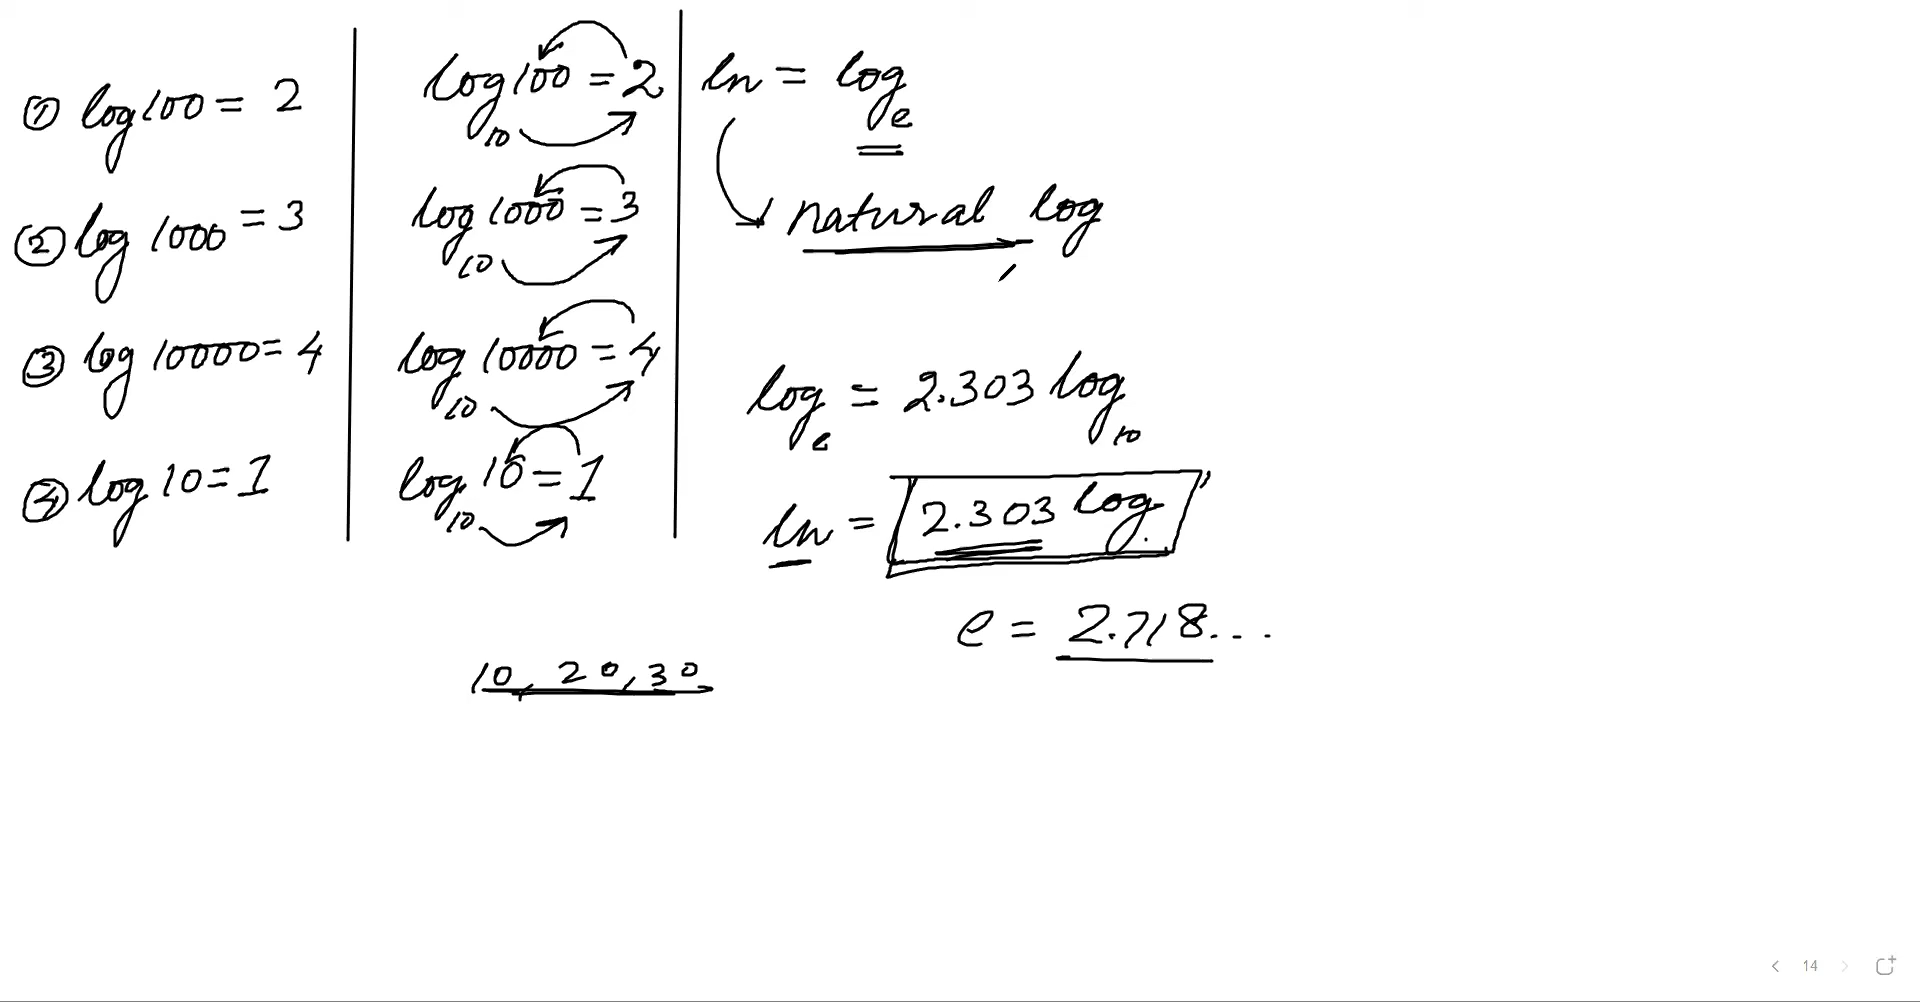 ① log 100 = 2
② log 1000 = 3
③ log 10000 = 4
④ log 10 = 1
log₁₀ 100 = 2
log₁₀ 1000 = 3
log₁₀ 10000 = 4
log₁₀ 10 = 1
ln = logₑ
natural log
logₑ = 2.303 log₁₀
ln = 2.303 log
e = 2.718...
10, 20, 30
14